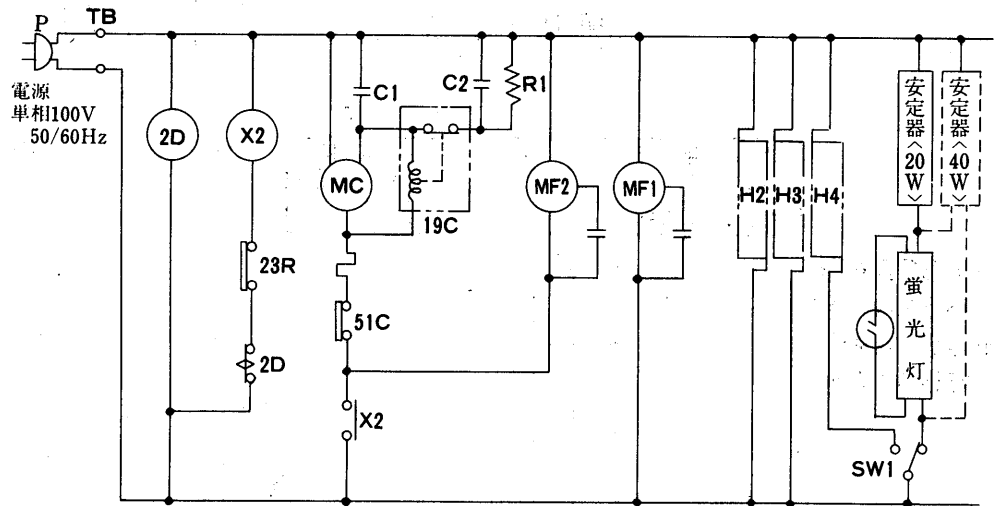 P
TB
電源
単相100V
50/60Hz
2D
X2
23R
2D
C1
C2
R1
MC
19C
51C
X2
MF2
MF1
H2
H3
H4
安定器〈20W〉
安定器〈40W〉
蛍光灯
SW1